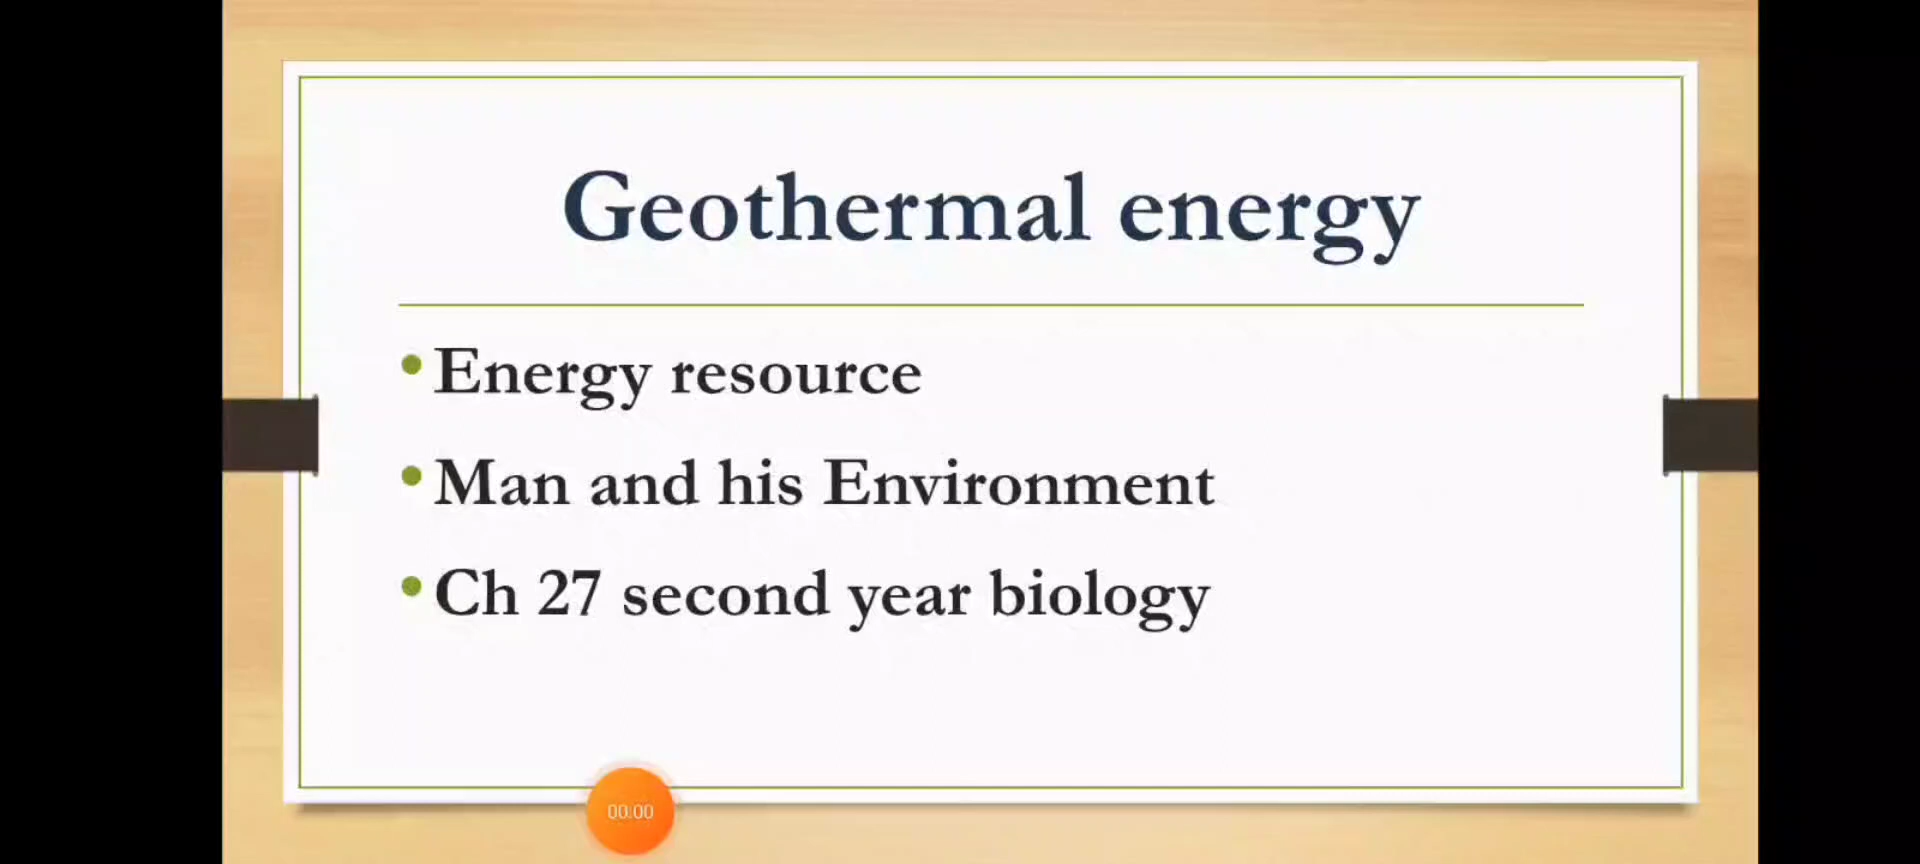 Geothermal energy
• Energy resource
• Man and his Environment
• Ch 27 second year biology
00:00